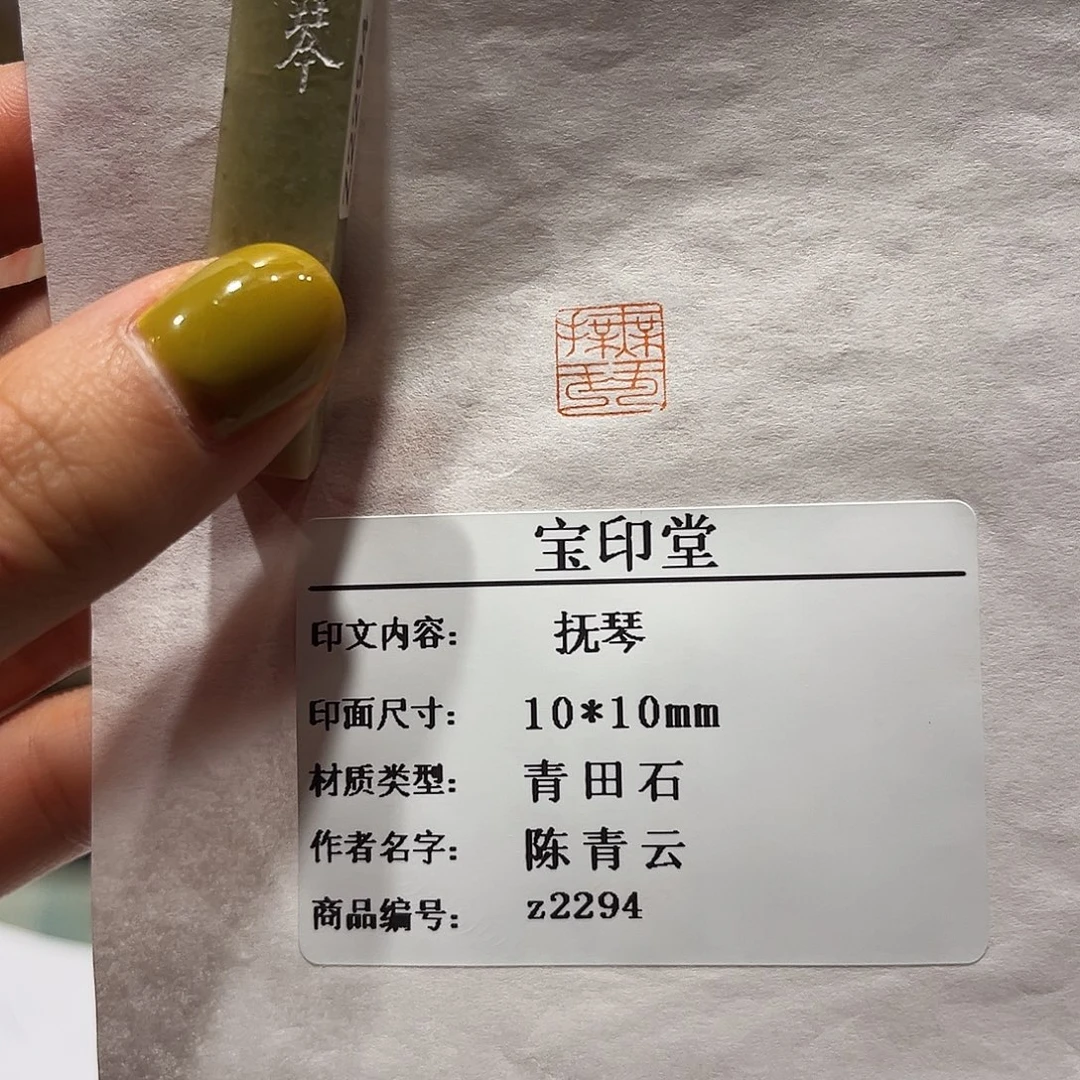 琴
宝印堂
印文内容： 抚琴
印面尺寸： 10*10mm
材质类型： 青田石
作者名字： 陈青云
商品编号： z2294